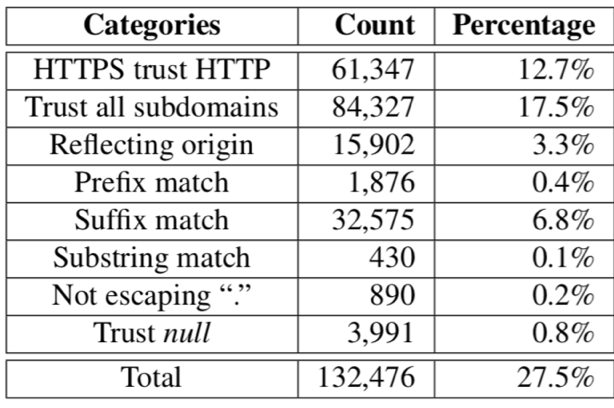 Categories Count Percentage
HTTPS trust HTTP 61,347 12.7%
Trust all subdomains 84,327 17.5%
Reflecting origin 15,902 3.3%
Prefix match 1,876 0.4%
Suffix match 32,575 6.8%
Substring match 430 0.1%
Not escaping “.” 890 0.2%
Trust null 3,991 0.8%
Total 132,476 27.5%